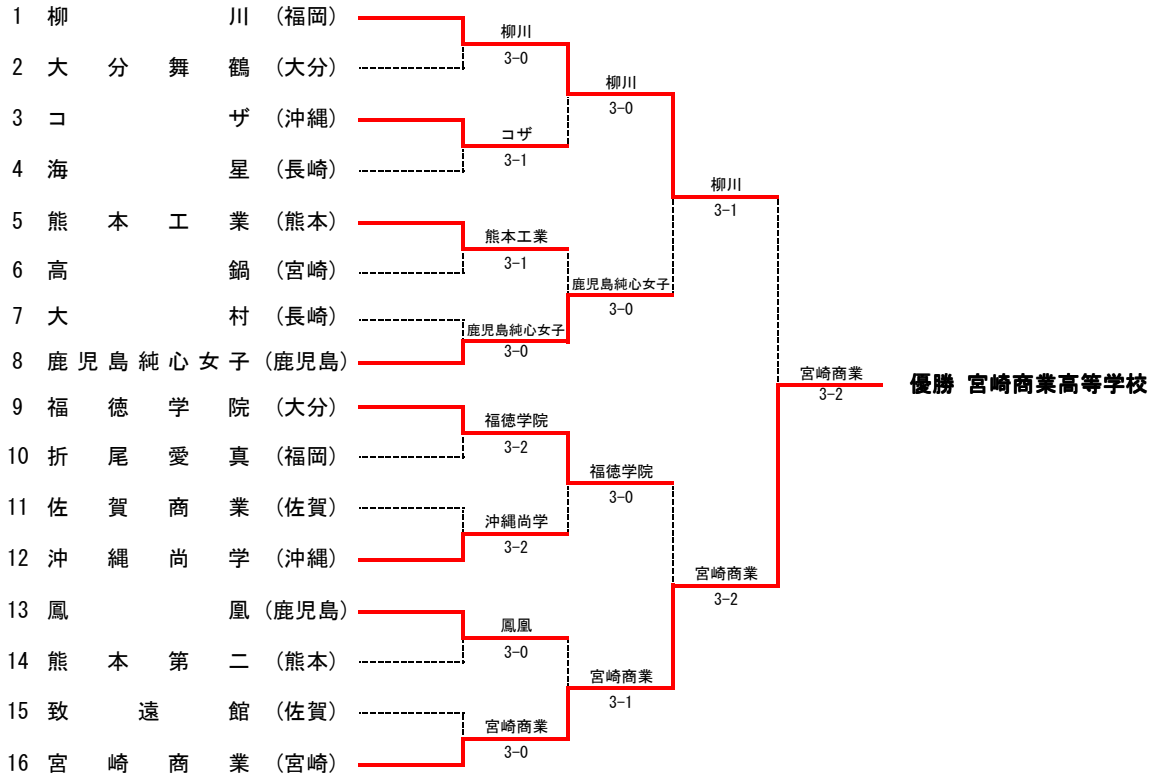 1 柳川 (福岡)
柳川
3-0
2 大分舞鶴 (大分)
柳川
3-0
3 コザ (沖縄)
コザ
3-1
4 海星 (長崎)
柳川
3-1
5 熊本工業 (熊本)
熊本工業
3-1
6 高鍋 (宮崎)
鹿児島純心女子
3-0
7 大村 (長崎)
鹿児島純心女子
3-0
8 鹿児島純心女子 (鹿児島)
宮崎商業
3-2
優勝 宮崎商業高等学校
9 福徳学院 (大分)
福徳学院
3-2
10 折尾愛真 (福岡)
福徳学院
3-0
11 佐賀商業 (佐賀)
沖縄尚学
3-2
12 沖縄尚学 (沖縄)
宮崎商業
3-2
13 鳳凰 (鹿児島)
鳳凰
3-0
14 熊本第二 (熊本)
宮崎商業
3-1
15 致遠館 (佐賀)
宮崎商業
3-0
16 宮崎商業 (宮崎)